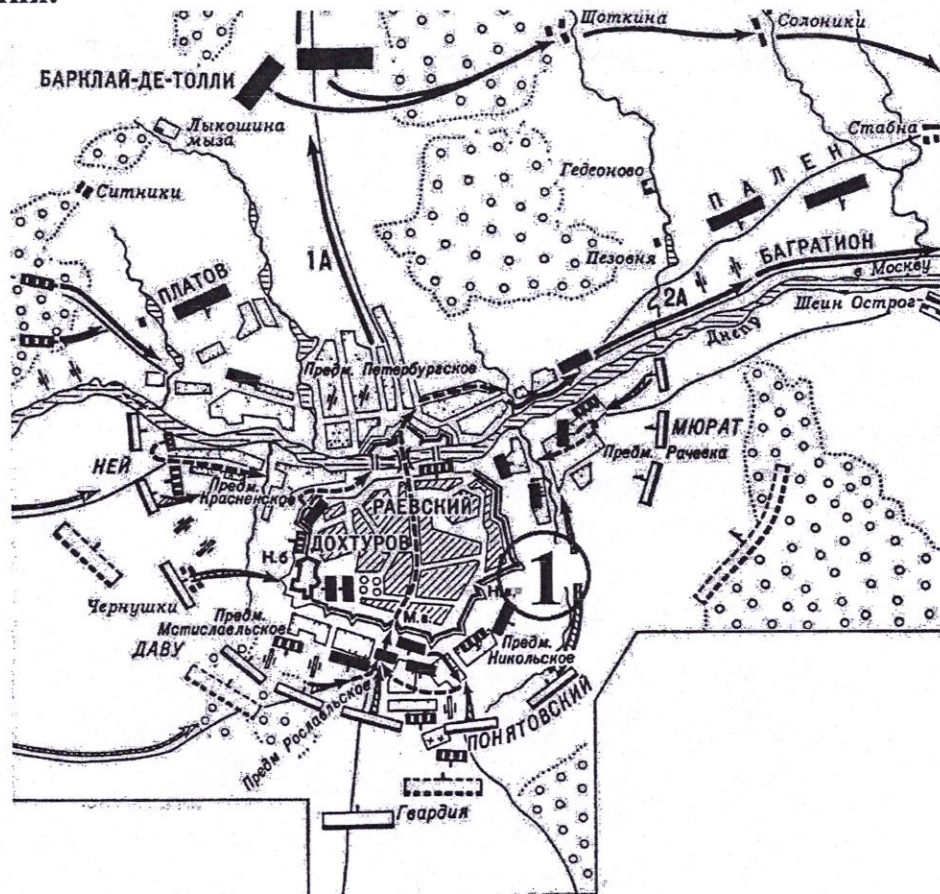 Щоткина
Солоники
БАРКЛАЙ-ДЕ-ТОЛЛИ
Лыкошина
мыза
Стабна
Ситники
Гедеоново
ПАЛЕН
1А
ПЛАТОВ
Пезовня
БАГРАТИОН
в Москву
2А
Шеин Острог
Днепр
Предм. Петербургское
МЮРАТ
НЕЙ
Предм. Рачевка
Предм.
Красненское
РАЕВСКИЙ
ДОХТУРОВ
Н.б
1
Чернушки
М.в.
Предм.
Мстиславльское
Предм.
Никольское
ДАВУ
Предм. Рославльское
ПОНЯТОВСКИЙ
Гвардия